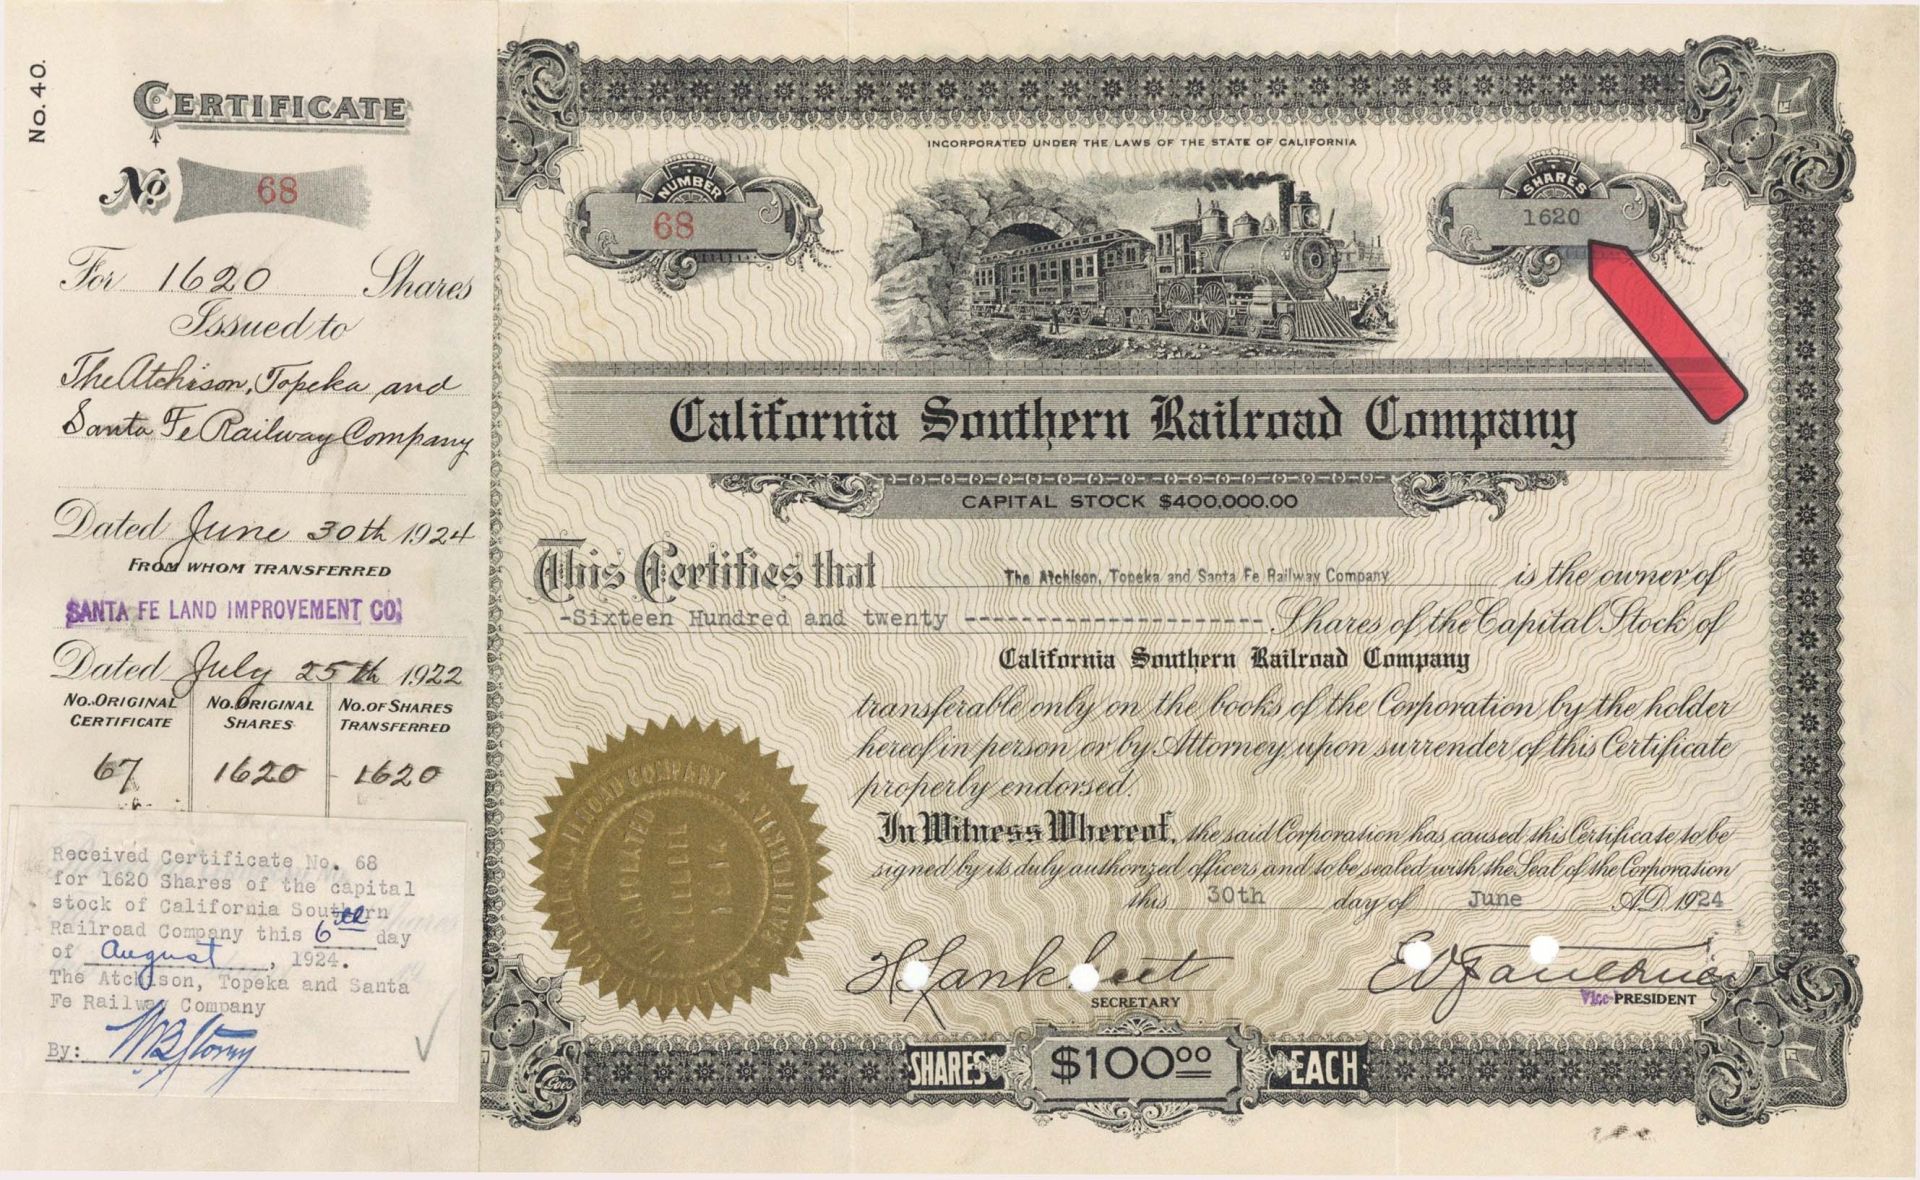 No. 40.
CERTIFICATE
No. 68
For 1620 Shares
Issued to
The Atchison, Topeka and
Santa Fe Railway Company
Dated June 30th 1924
FROM WHOM TRANSFERRED
SANTA FE LAND IMPROVEMENT CO.
Dated July 25th 1922
NO. ORIGINAL CERTIFICATE
NO. ORIGINAL SHARES
NO. OF SHARES TRANSFERRED
67 1620 1620
Received Certificate No. 68
for 1620 Shares of the capital
stock of California Southern
Railroad Company this 6th day
of August, 1924.
The Atchison, Topeka and Santa
Fe Railway Company
By: W B Storey
INCORPORATED UNDER THE LAWS OF THE STATE OF CALIFORNIA
NUMBER
68
SHARES
1620
California Southern Railroad Company
CAPITAL STOCK $400,000.00
This Certifies that The Atchison, Topeka and Santa Fe Railway Company is the owner of
-Sixteen Hundred and twenty ---------------------- Shares of the Capital Stock of
California Southern Railroad Company
transferable only on the books of the Corporation by the holder
hereof in person or by Attorney upon surrender of this Certificate
properly endorsed.
In Witness Whereof, the said Corporation has caused this Certificate to be
signed by its duly authorized officers and to be sealed with the Seal of the Corporation
this 30th day of June A.D. 1924
SECRETARY
Vice-PRESIDENT
SHARES $100.00 EACH
Goes